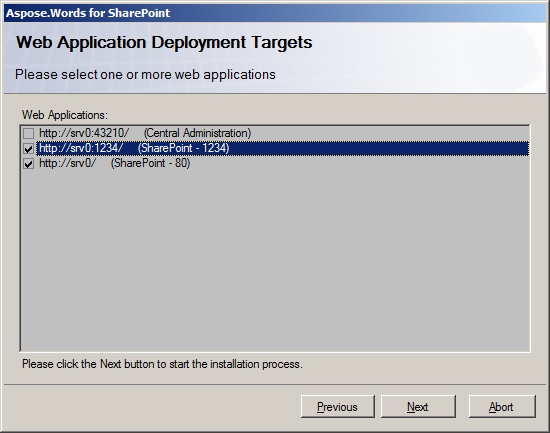 Aspose.Words for SharePoint
Web Application Deployment Targets
Please select one or more web applications
Web Applications:
http://srv0:43210/ (Central Administration)
http://srv0:1234/ (SharePoint - 1234)
http://srv0/ (SharePoint - 80)
Please click the Next button to start the installation process.
Previous Next Abort